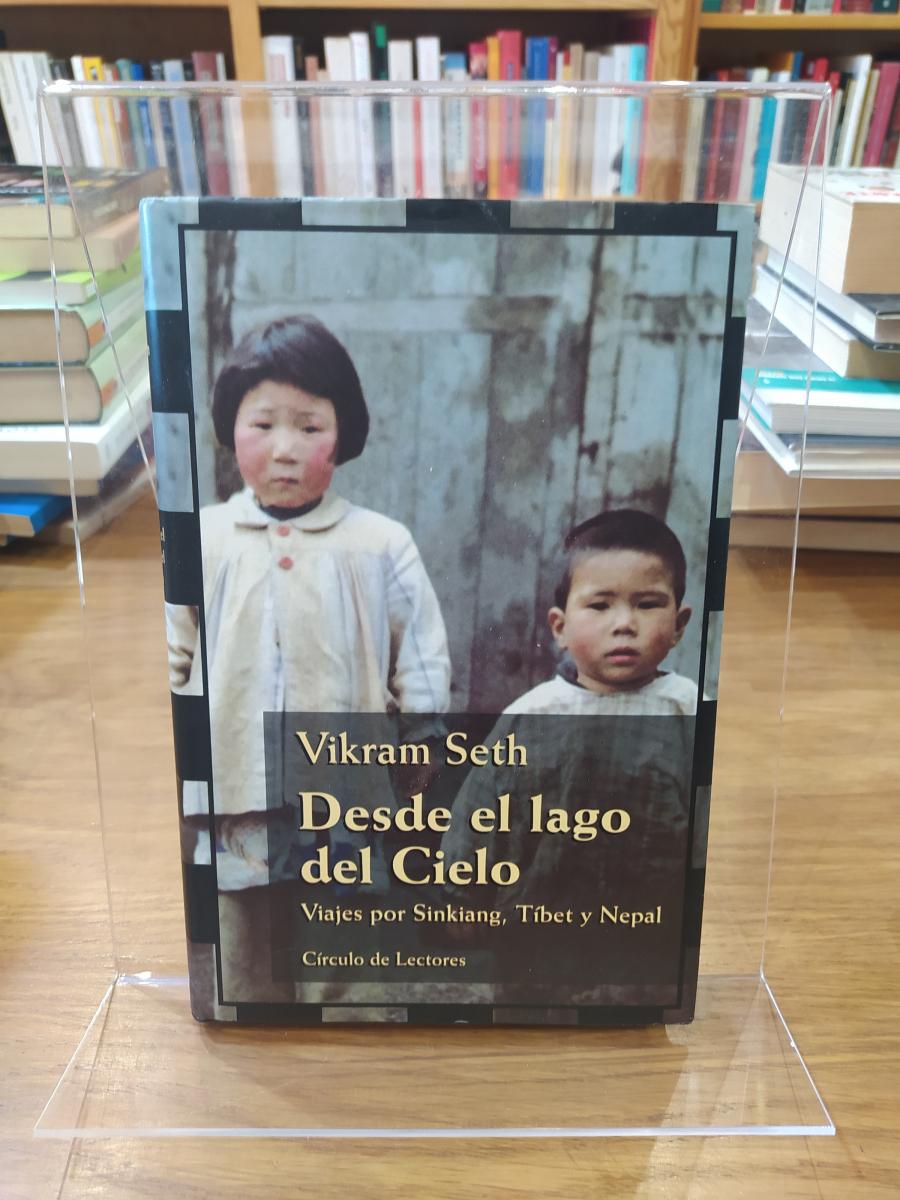 Vikram Seth
Desde el lago
del Cielo
Viajes por Sinkiang, Tíbet y Nepal
Círculo de Lectores